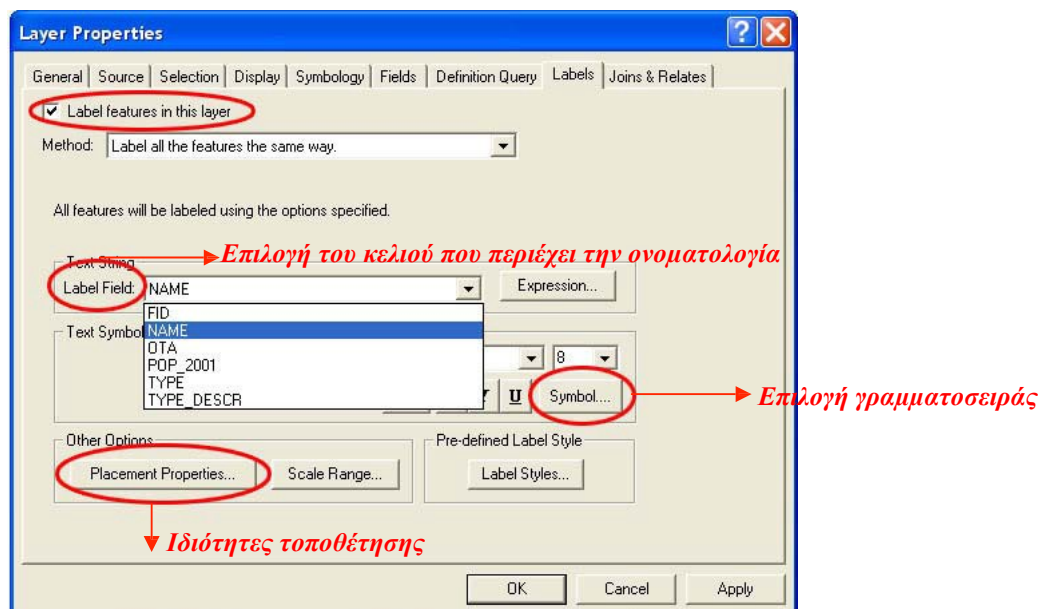 Layer Properties
General Source Selection Display Symbology Fields Definition Query Labels Joins & Relates
Label features in this layer
Method: Label all the features the same way.
All features will be labeled using the options specified.
Text String
Επιλογή του κελιού που περιέχει την ονοματολογία
Label Field: NAME Expression...
FID
NAME
OTA
POP_2001
TYPE
TYPE_DESCR
Text Symbol
8
U Symbol...
Επιλογή γραμματοσειράς
Other Options Pre-defined Label Style
Placement Properties... Scale Range... Label Styles...
Ιδιότητες τοποθέτησης
OK Cancel Apply